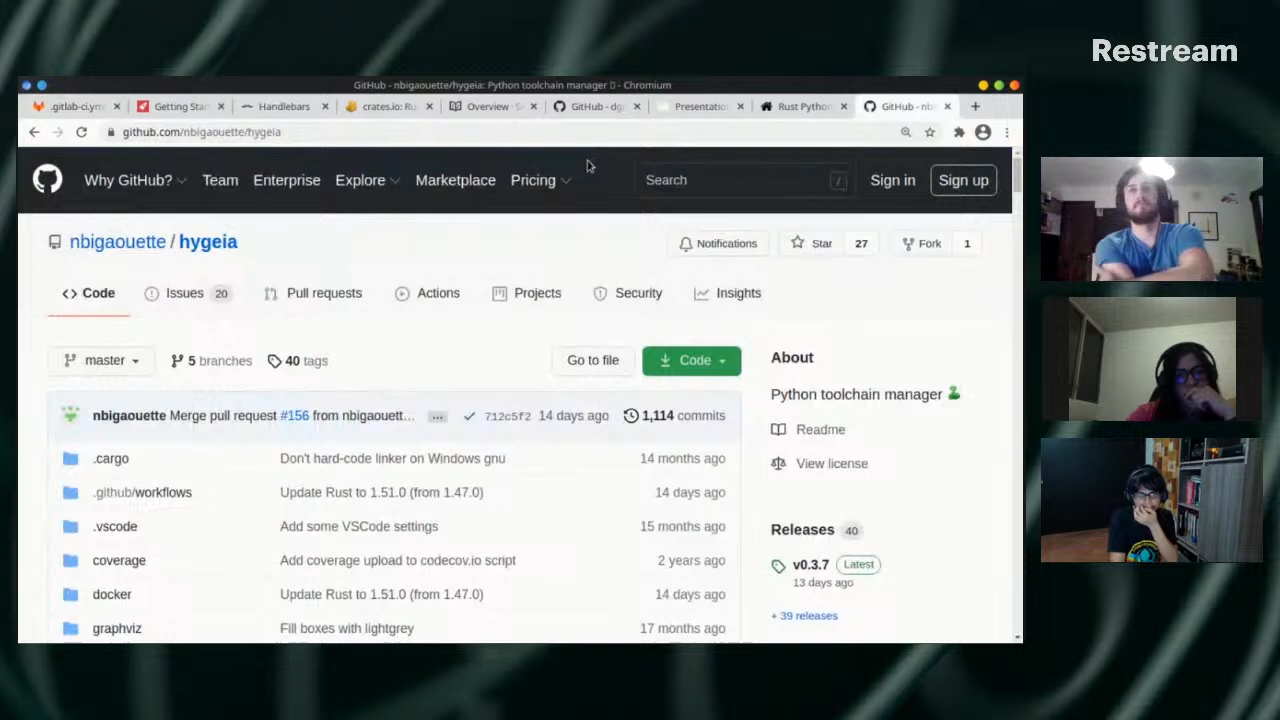 Restream
GitHub - nbigaouette/hygeia: Python toolchain manager - Chromium
.gitlab-ci.ym
Getting Star
Handlebars
crates.io: Ru
Overview - S
GitHub - dgr
Presentatio
Rust Python
GitHub - nbi
github.com/nbigaouette/hygeia
Why GitHub? Team Enterprise Explore Marketplace Pricing Search / Sign in Sign up
nbigaouette / hygeia Notifications Star 27 Fork 1
Code Issues 20 Pull requests Actions Projects Security Insights
master 5 branches 40 tags Go to file Code
nbigaouette Merge pull request #156 from nbigaouett… ... 712c5f2 14 days ago 1,114 commits
.cargo Don't hard-code linker on Windows gnu 14 months ago
.github/workflows Update Rust to 1.51.0 (from 1.47.0) 14 days ago
.vscode Add some VSCode settings 15 months ago
coverage Add coverage upload to codecov.io script 2 years ago
docker Update Rust to 1.51.0 (from 1.47.0) 14 days ago
graphviz Fill boxes with lightgrey 17 months ago
About
Python toolchain manager
Readme
View license
Releases 40
v0.3.7 Latest
13 days ago
+ 39 releases